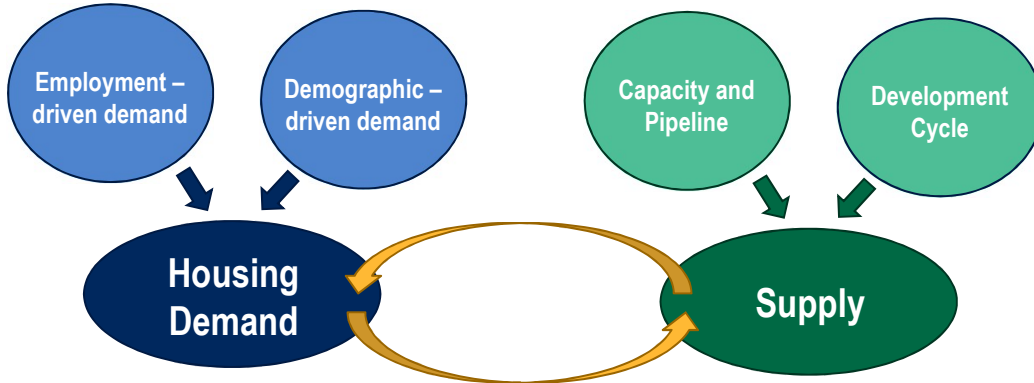 Employment –
driven demand
Demographic –
driven demand
Capacity and
Pipeline
Development
Cycle
Housing
Demand
Supply